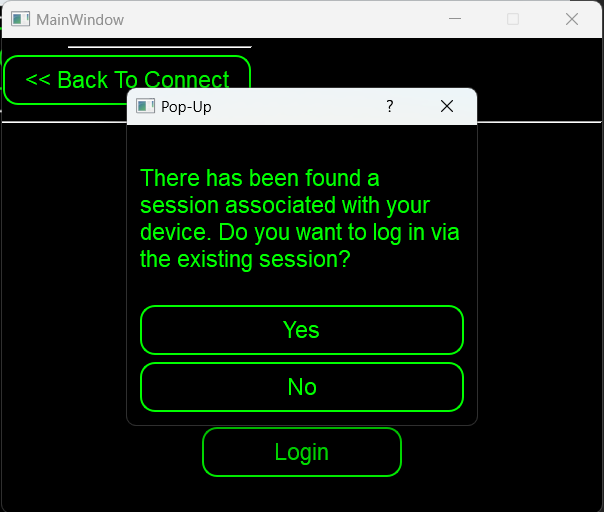 MainWindow
<< Back To Connect
Pop-Up
?
There has been found a
session associated with your
device. Do you want to log in via
the existing session?
Yes
No
Login